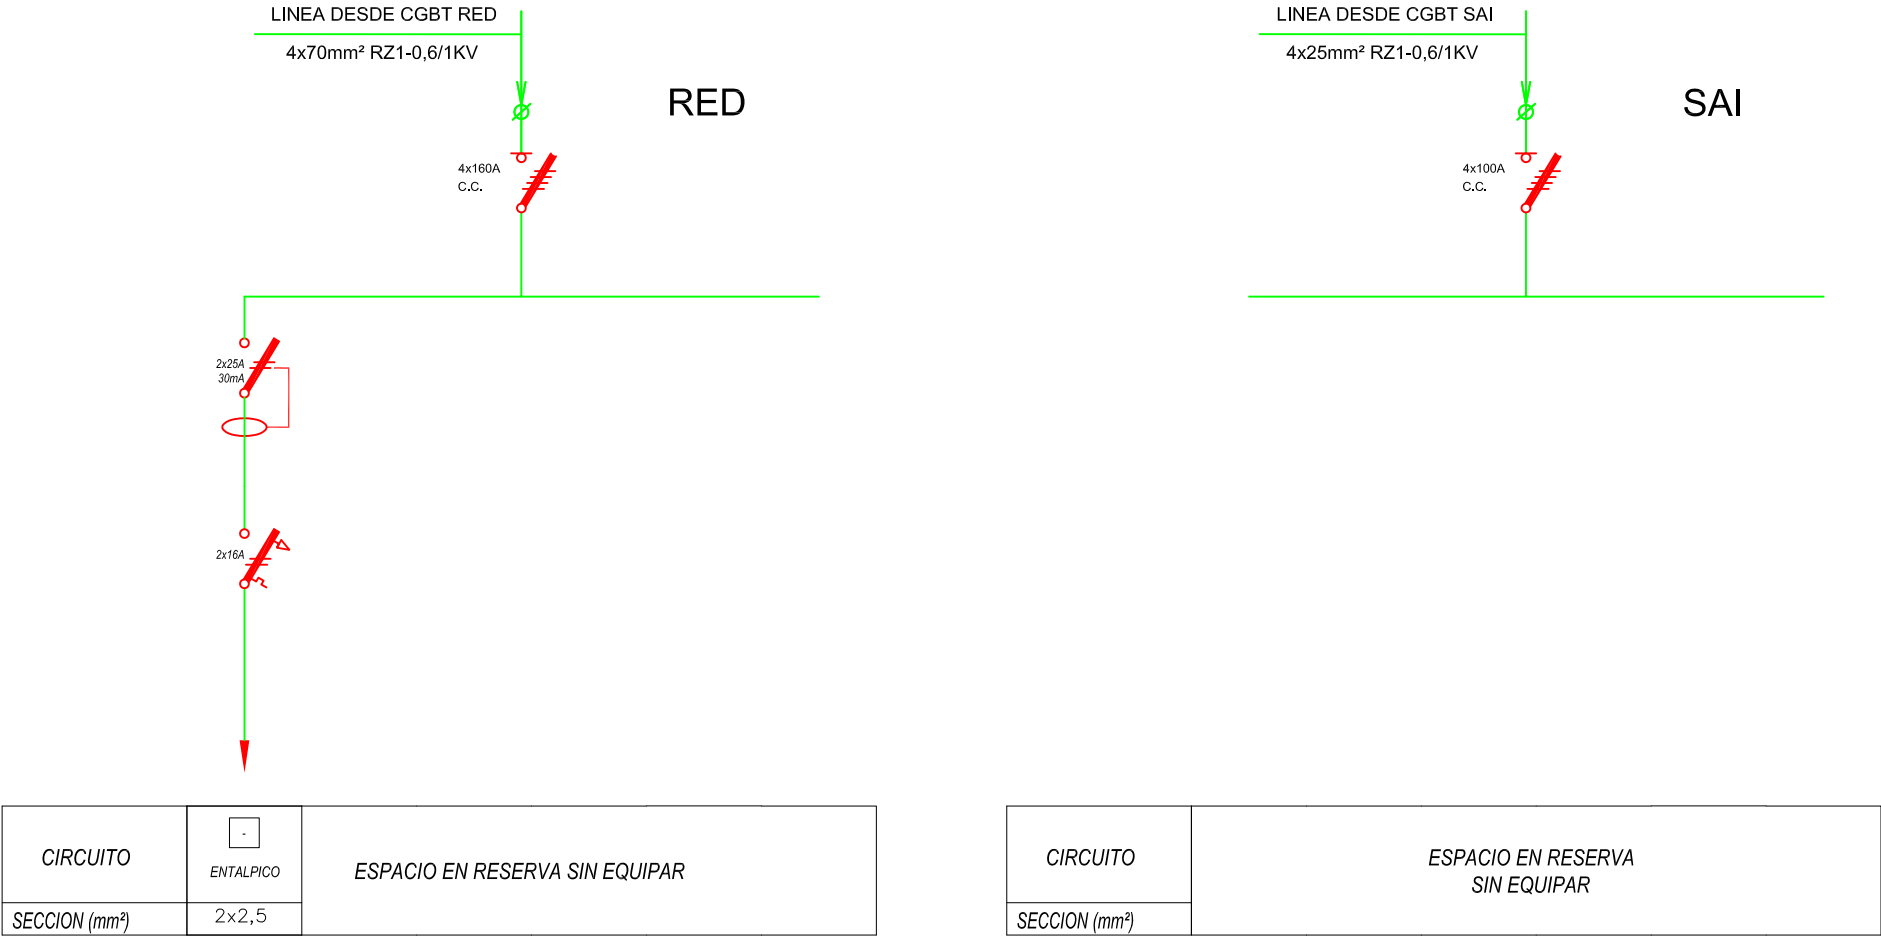 LINEA DESDE CGBT RED
4x70mm² RZ1-0,6/1KV
RED
4x160A
C.C.
2x25A
30mA
2x16A
CIRCUITO
-
ENTALPICO
ESPACIO EN RESERVA SIN EQUIPAR
SECCION (mm²)
2x2,5
LINEA DESDE CGBT SAI
4x25mm² RZ1-0,6/1KV
SAI
4x100A
C.C.
CIRCUITO
ESPACIO EN RESERVA
SIN EQUIPAR
SECCION (mm²)